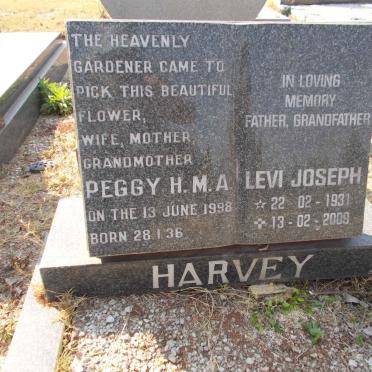 THE HEAVENLY
GARDENER CAME TO
PICK THIS BEAUTIFUL
FLOWER,
WIFE, MOTHER,
GRANDMOTHER
PEGGY H.M.A.
ON THE 13 JUNE 1998
BORN 28.1.36
IN LOVING
MEMORY
FATHER, GRANDFATHER
LEVI JOSEPH
☆ 22 - 02 - 1931
✝ 13 - 02 - 2009
HARVEY